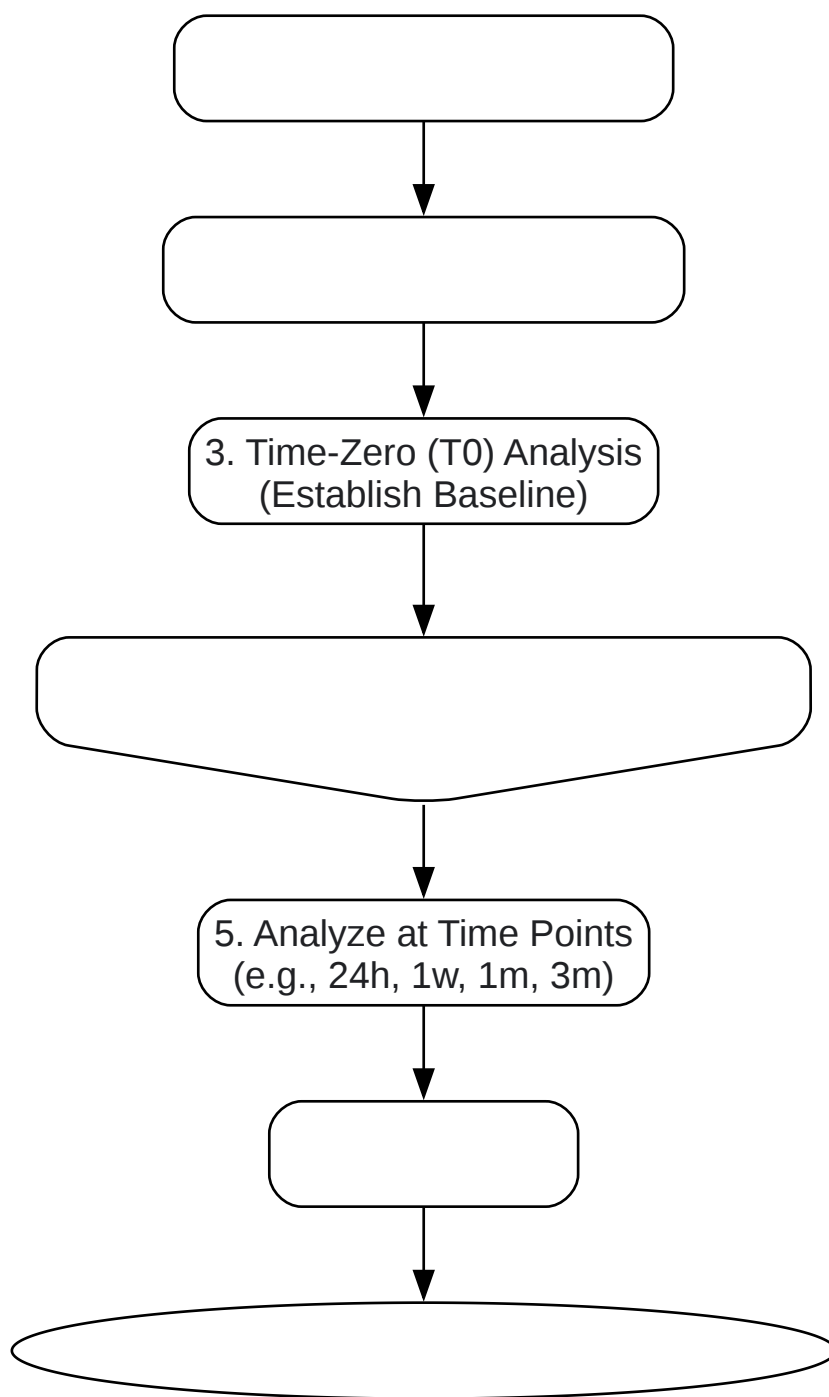 3. Time-Zero (T0) Analysis
(Establish Baseline)
5. Analyze at Time Points
(e.g., 24h, 1w, 1m, 3m)